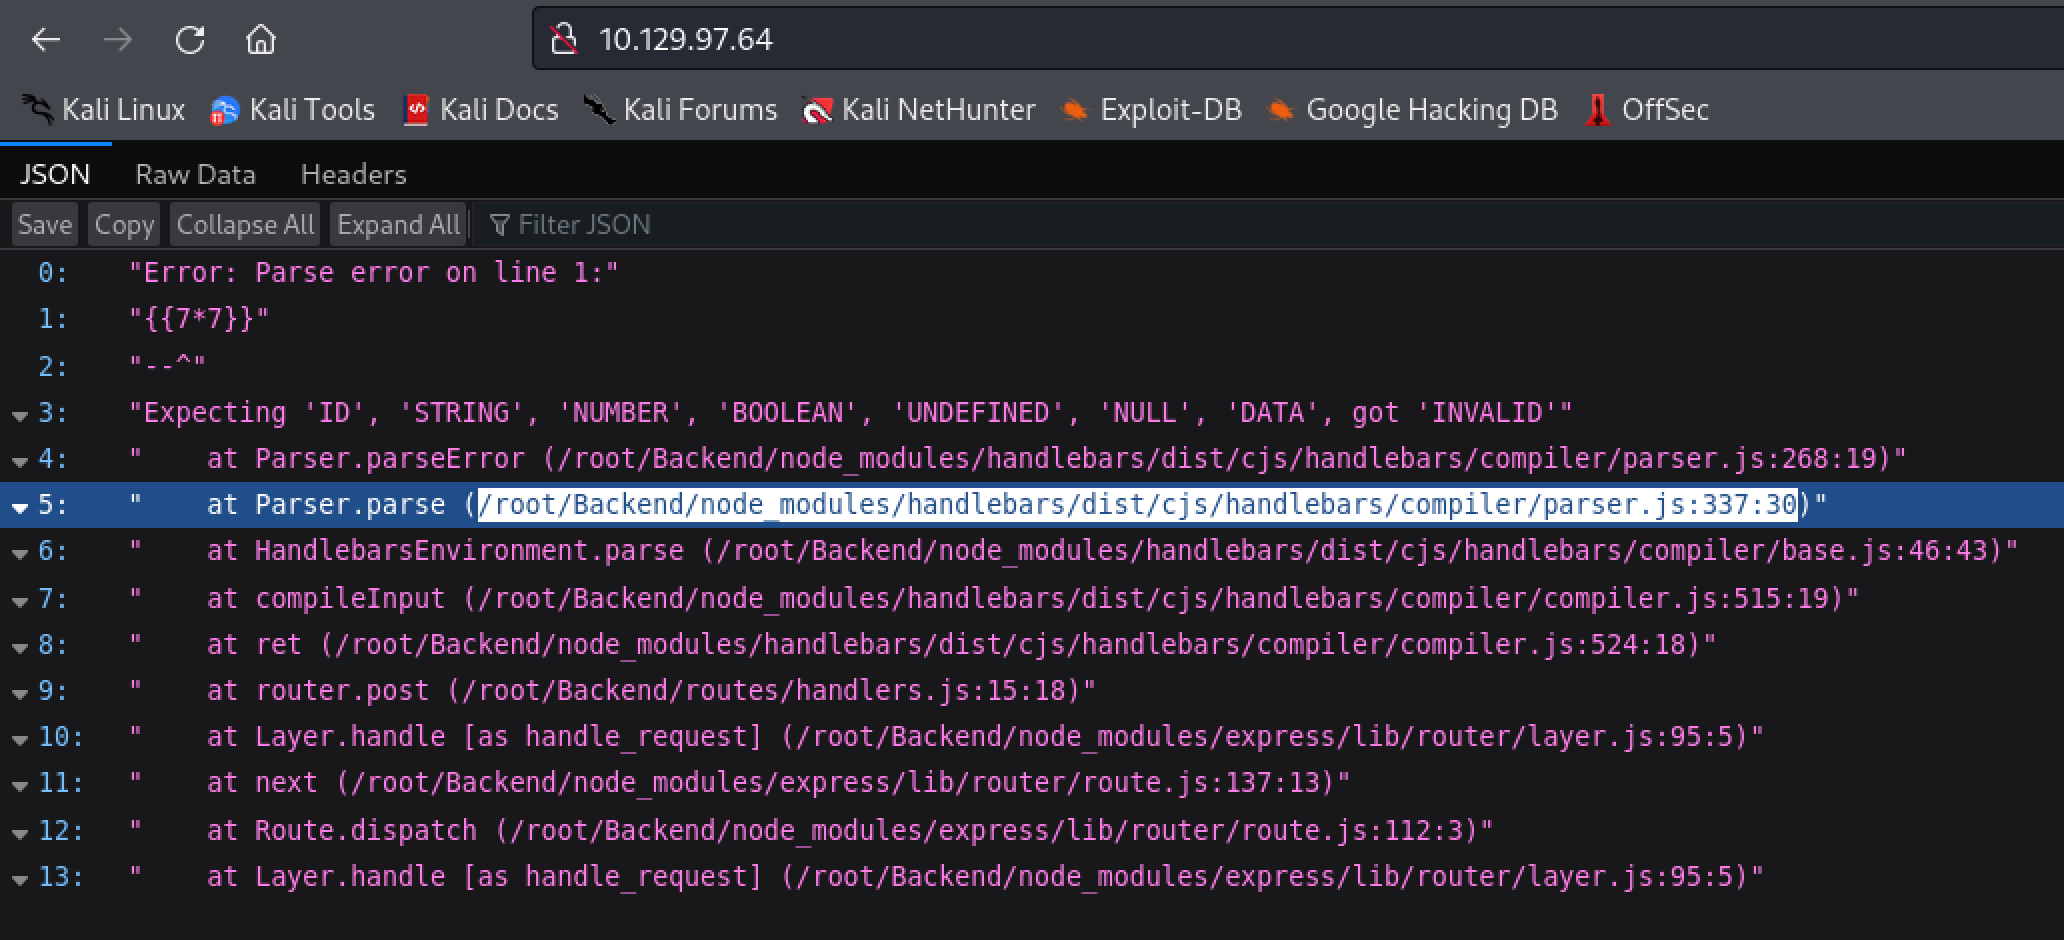 10.129.97.64
Kali Linux Kali Tools Kali Docs Kali Forums Kali NetHunter Exploit-DB Google Hacking DB OffSec
JSON Raw Data Headers
Save Copy Collapse All Expand All Filter JSON
0: "Error: Parse error on line 1:"
1: "{{7*7}}"
2: "--^"
3: "Expecting 'ID', 'STRING', 'NUMBER', 'BOOLEAN', 'UNDEFINED', 'NULL', 'DATA', got 'INVALID'"
4: "    at Parser.parseError (/root/Backend/node_modules/handlebars/dist/cjs/handlebars/compiler/parser.js:268:19)"
5: "    at Parser.parse (/root/Backend/node_modules/handlebars/dist/cjs/handlebars/compiler/parser.js:337:30)"
6: "    at HandlebarsEnvironment.parse (/root/Backend/node_modules/handlebars/dist/cjs/handlebars/compiler/base.js:46:43)"
7: "    at compileInput (/root/Backend/node_modules/handlebars/dist/cjs/handlebars/compiler/compiler.js:515:19)"
8: "    at ret (/root/Backend/node_modules/handlebars/dist/cjs/handlebars/compiler/compiler.js:524:18)"
9: "    at router.post (/root/Backend/routes/handlers.js:15:18)"
10: "    at Layer.handle [as handle_request] (/root/Backend/node_modules/express/lib/router/layer.js:95:5)"
11: "    at next (/root/Backend/node_modules/express/lib/router/route.js:137:13)"
12: "    at Route.dispatch (/root/Backend/node_modules/express/lib/router/route.js:112:3)"
13: "    at Layer.handle [as handle_request] (/root/Backend/node_modules/express/lib/router/layer.js:95:5)"